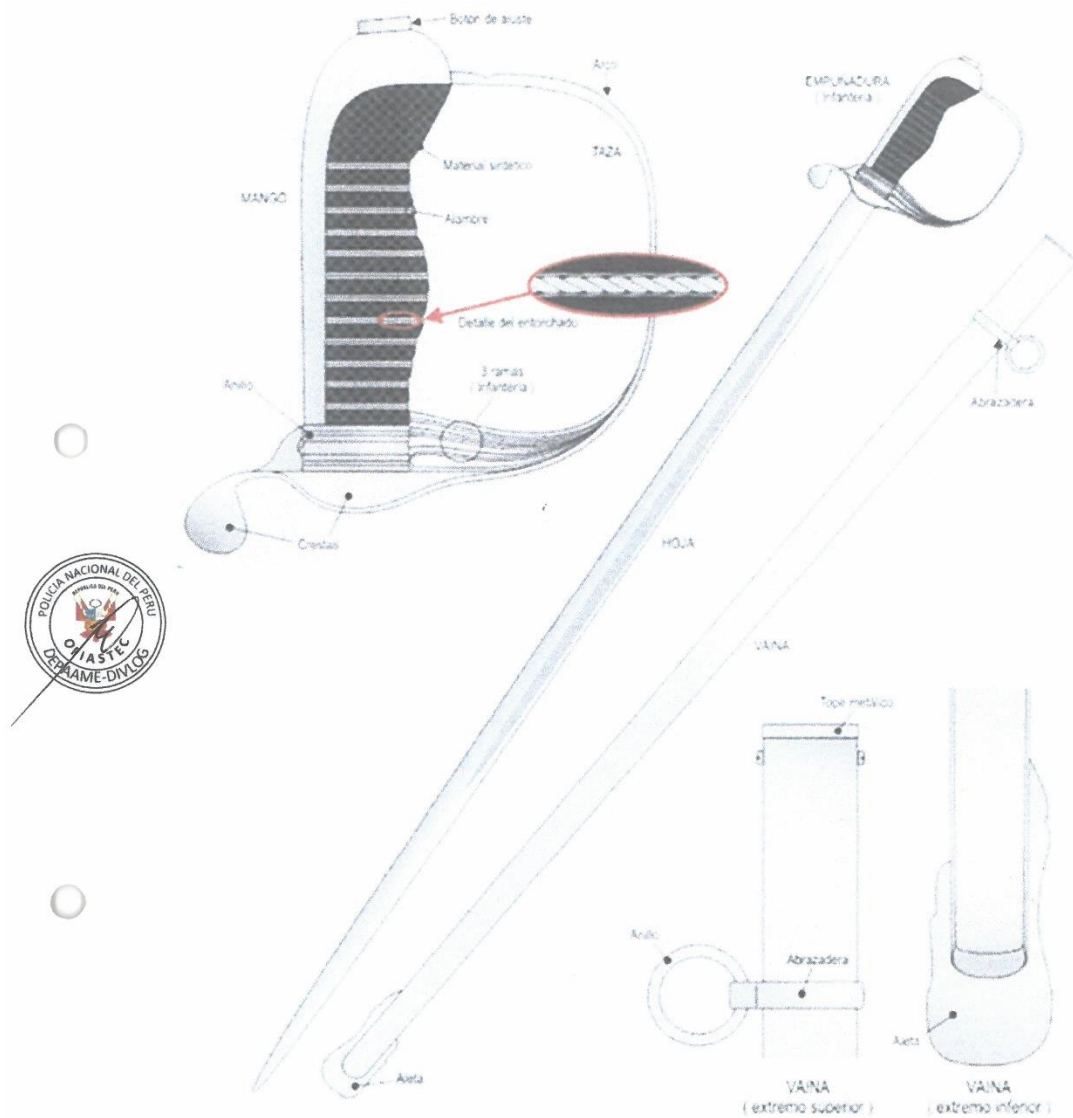 Botón de ajuste
Arco
EMPUÑADURA
( Infantería )
TAZA
Material sintético
MANGO
Alambre
Detalle del entorchado
3 ramas
( Infantería )
Anillo
Abrazadera
Crestas
HOJA
POLICIA NACIONAL DEL PERU
REPUBLICA DEL PERU
OFIASTEC
DEPAAME-DIVLOG
VAINA
Tope metálico
Anillo
Abrazadera
Aleta
Aleta
VAINA
( extremo superior )
VAINA
( extremo inferior )